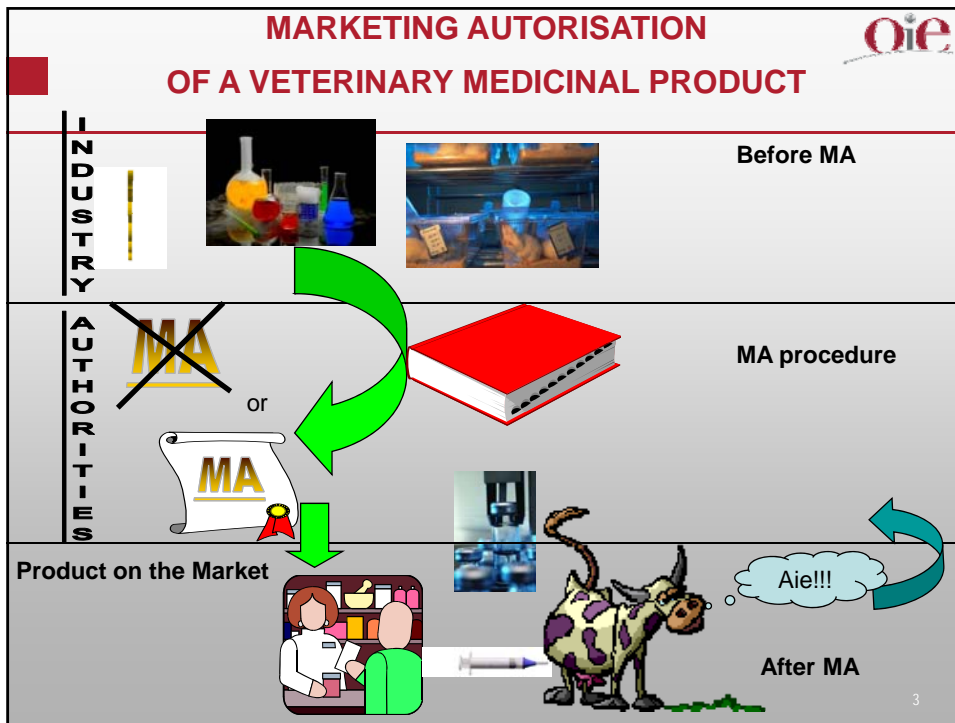 MARKETING AUTORISATION
OF A VETERINARY MEDICINAL PRODUCT
Oie
INDUSTRY
Before MA
AUTHORITIES
MA
MA procedure
or
MA
Product on the Market
Aie!!!
After MA
3